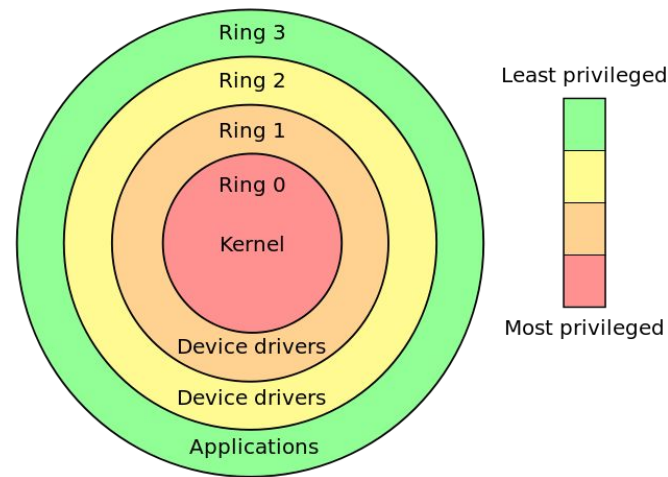 Ring 3
Ring 2
Ring 1
Ring 0
Kernel
Device drivers
Device drivers
Applications
Least privileged
Most privileged